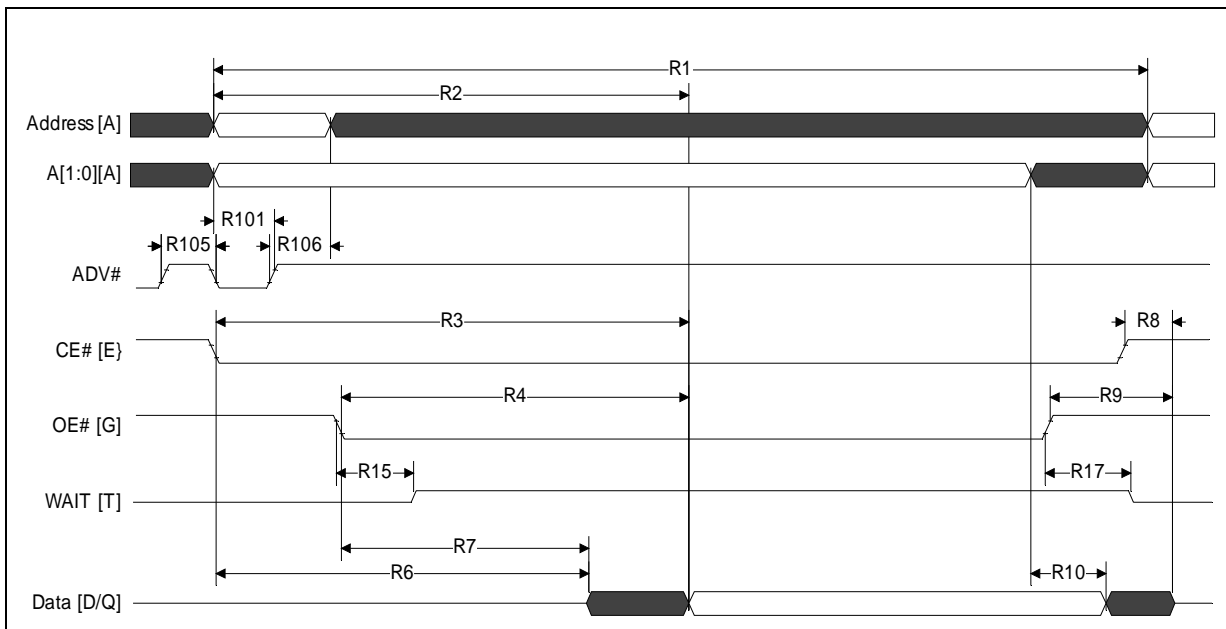 R1
R2
Address [A]
A[1:0][A]
R101
R105
R106
ADV#
R3
R8
CE# [E}
R4
R9
OE# [G]
R15
R17
WAIT [T]
R7
R6
R10
Data [D/Q]